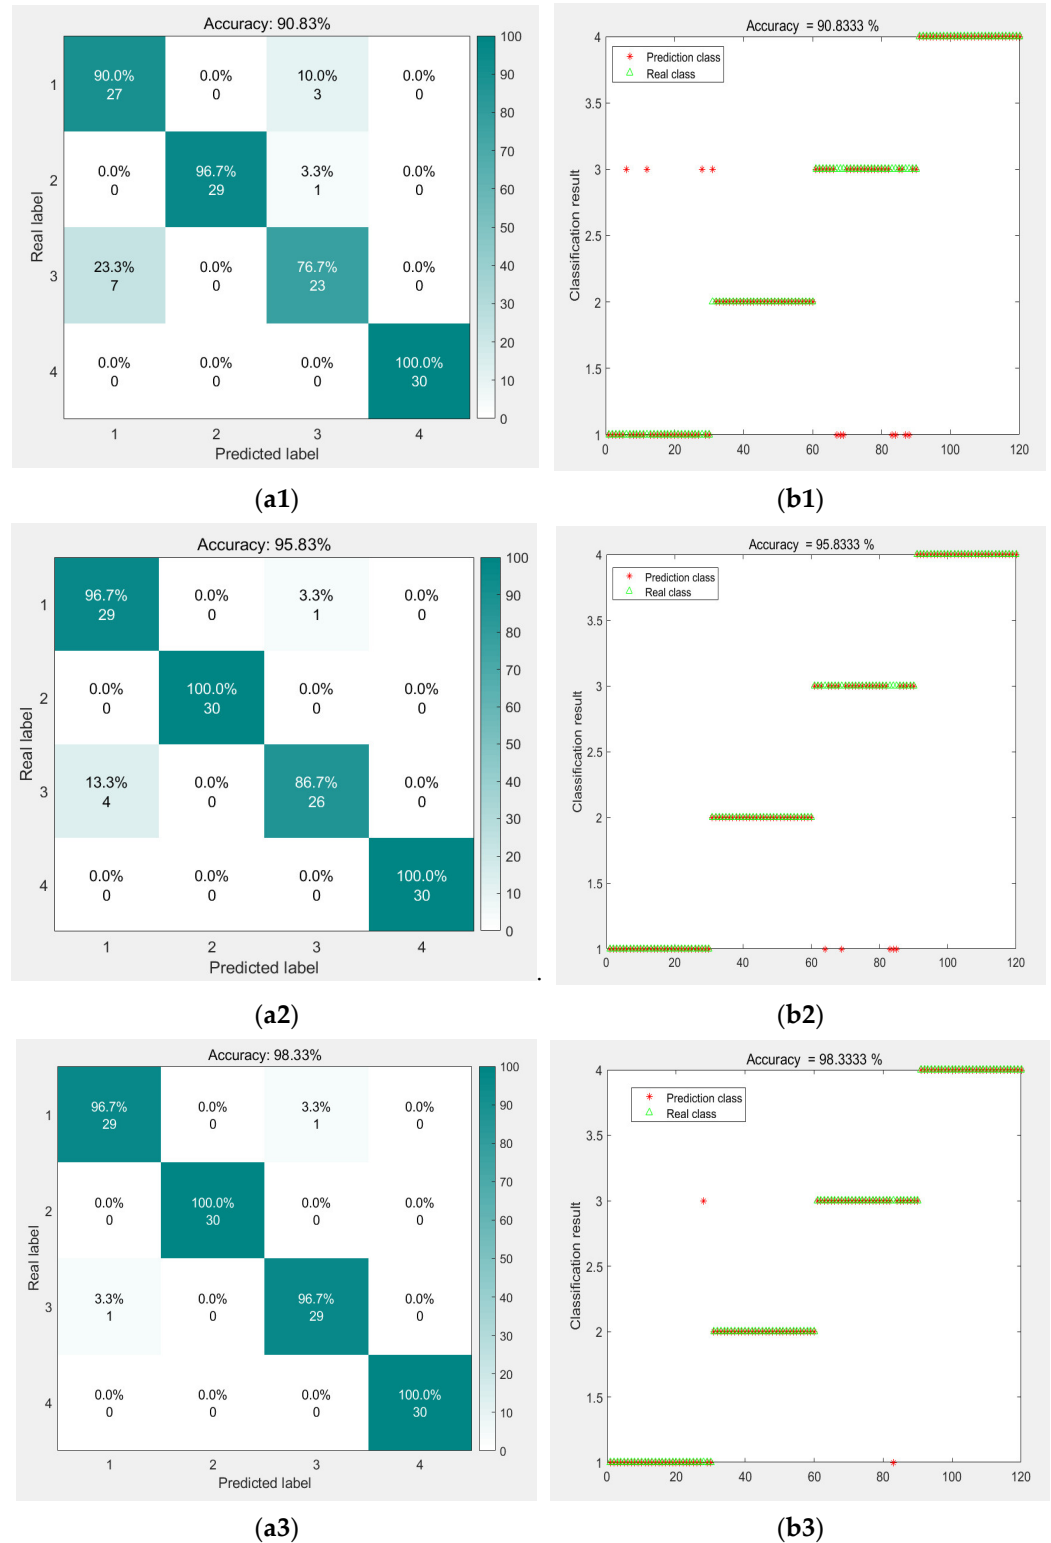 Accuracy: 90.83%
Real label
1
2
3
4
90.0% 0.0% 10.0% 0.0%
27 0 3 0
0.0% 96.7% 3.3% 0.0%
0 29 1 0
23.3% 0.0% 76.7% 0.0%
7 0 23 0
0.0% 0.0% 0.0% 100.0%
0 0 0 30
1 2 3 4
Predicted label
100
90
80
70
60
50
40
30
20
10
0
(a1)
Accuracy = 90.8333 %
Prediction class
Real class
Classification result
4
3.5
3
2.5
2
1.5
1
0 20 40 60 80 100 120
(b1)
Accuracy: 95.83%
Real label
1
2
3
4
96.7% 0.0% 3.3% 0.0%
29 0 1 0
0.0% 100.0% 0.0% 0.0%
0 30 0 0
13.3% 0.0% 86.7% 0.0%
4 0 26 0
0.0% 0.0% 0.0% 100.0%
0 0 0 30
1 2 3 4
Predicted label
100
90
80
70
60
50
40
30
20
10
0
.
(a2)
Accuracy = 95.8333 %
Prediction class
Real class
Classification result
4
3.5
3
2.5
2
1.5
1
0 20 40 60 80 100 120
(b2)
Accuracy: 98.33%
Real label
1
2
3
4
96.7% 0.0% 3.3% 0.0%
29 0 1 0
0.0% 100.0% 0.0% 0.0%
0 30 0 0
3.3% 0.0% 96.7% 0.0%
1 0 29 0
0.0% 0.0% 0.0% 100.0%
0 0 0 30
1 2 3 4
Predicted label
100
90
80
70
60
50
40
30
20
10
0
(a3)
Accuracy = 98.3333 %
Prediction class
Real class
Classification result
4
3.5
3
2.5
2
1.5
1
0 20 40 60 80 100 120
(b3)